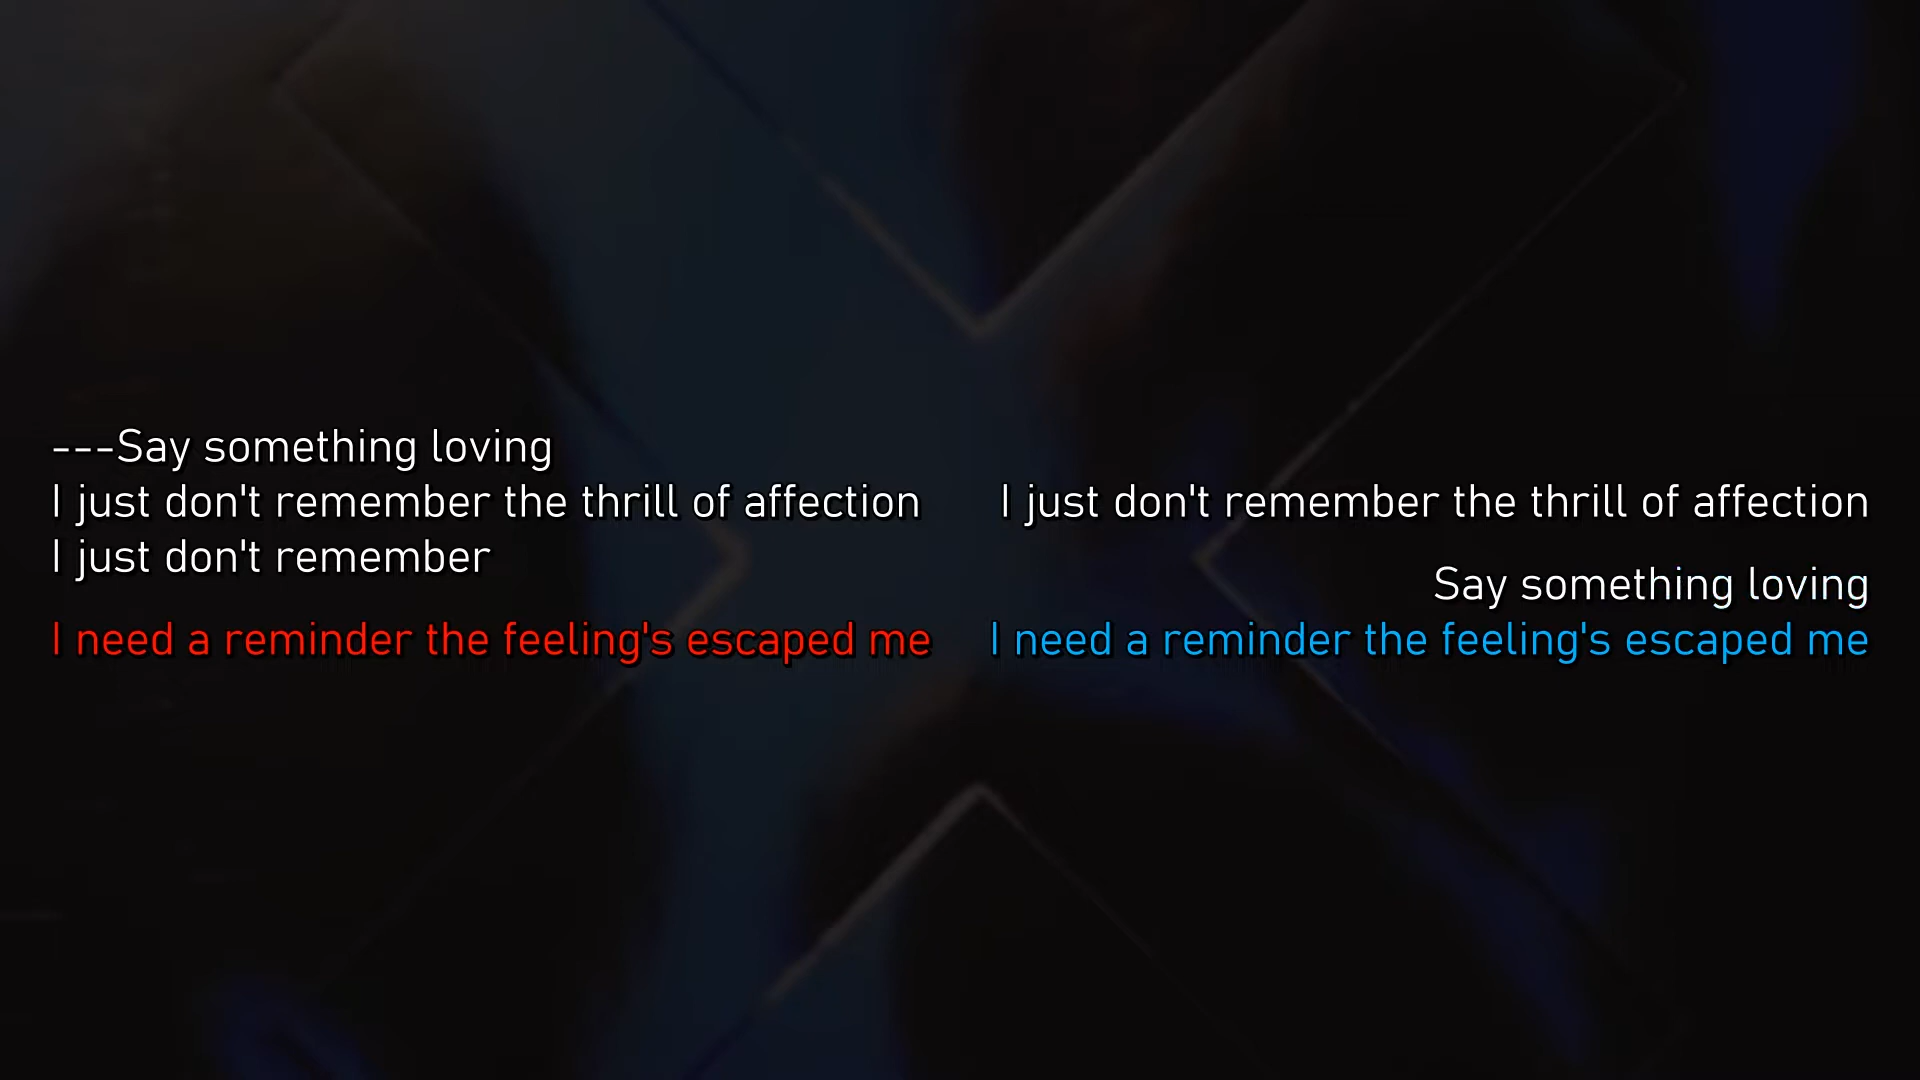 ---Say something loving
I just don't remember the thrill of affection
I just don't remember the thrill of affection
I just don't remember
Say something loving
I need a reminder the feeling's escaped me
I need a reminder the feeling's escaped me